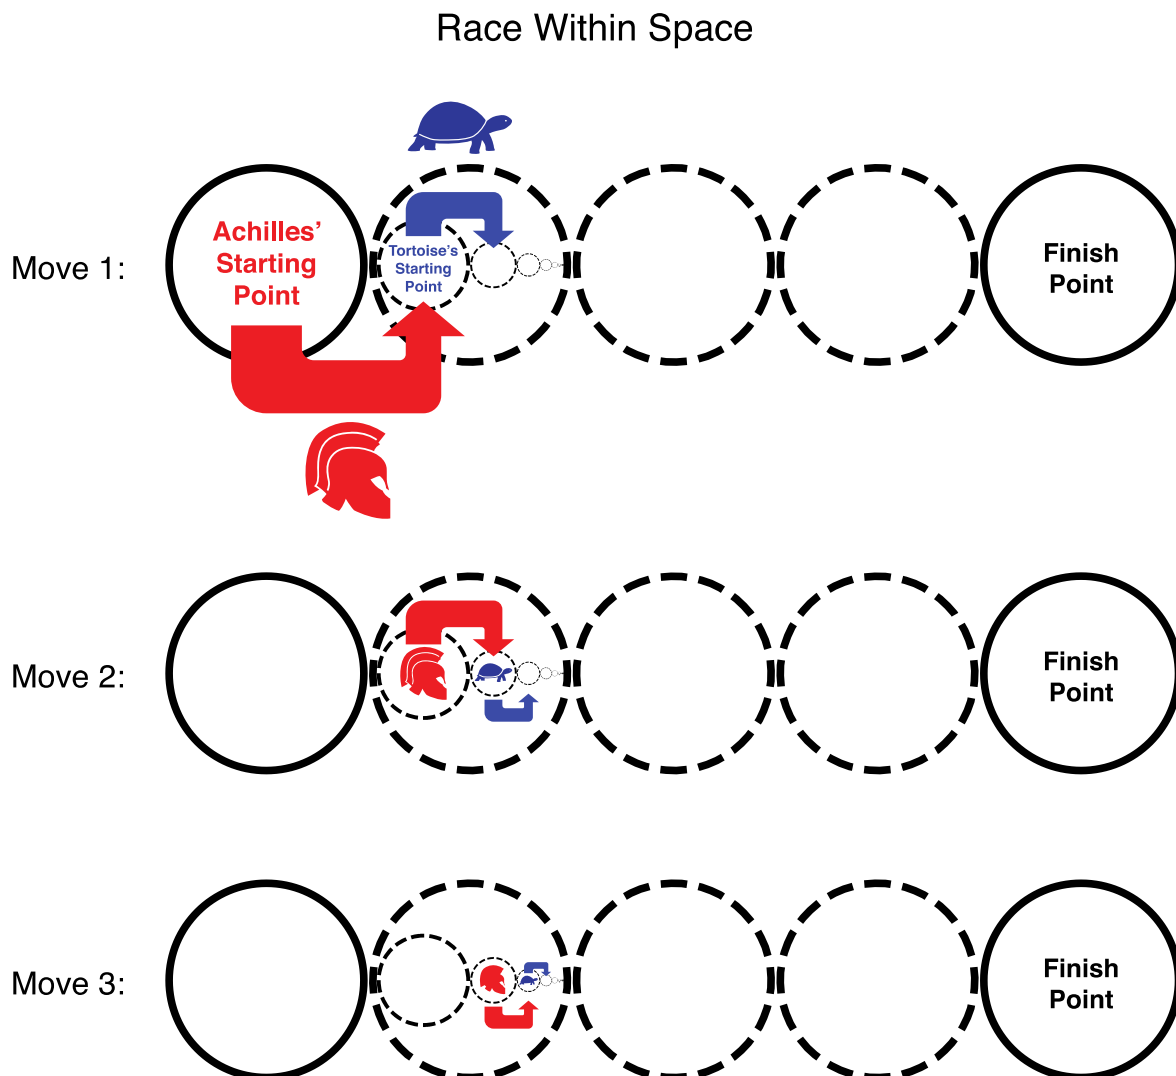 Race Within Space
Move 1:
Achilles'
Starting
Point
Tortoise's
Starting
Point
Finish
Point
Move 2:
Finish
Point
Move 3:
Finish
Point